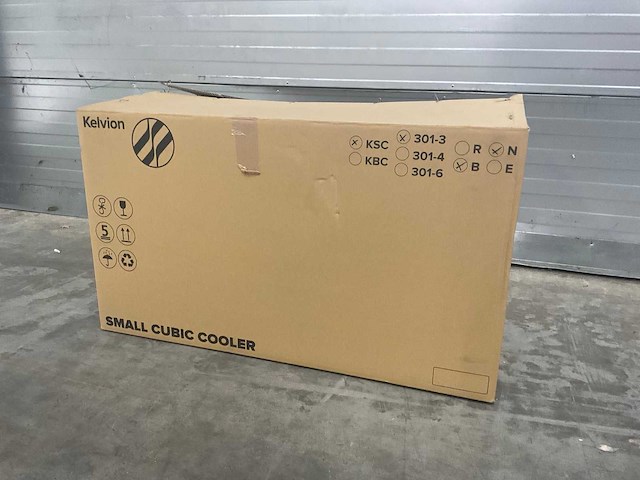 Kelvion
KSC 301-3 R N
KBC 301-4 B E
301-6
5
SMALL CUBIC COOLER